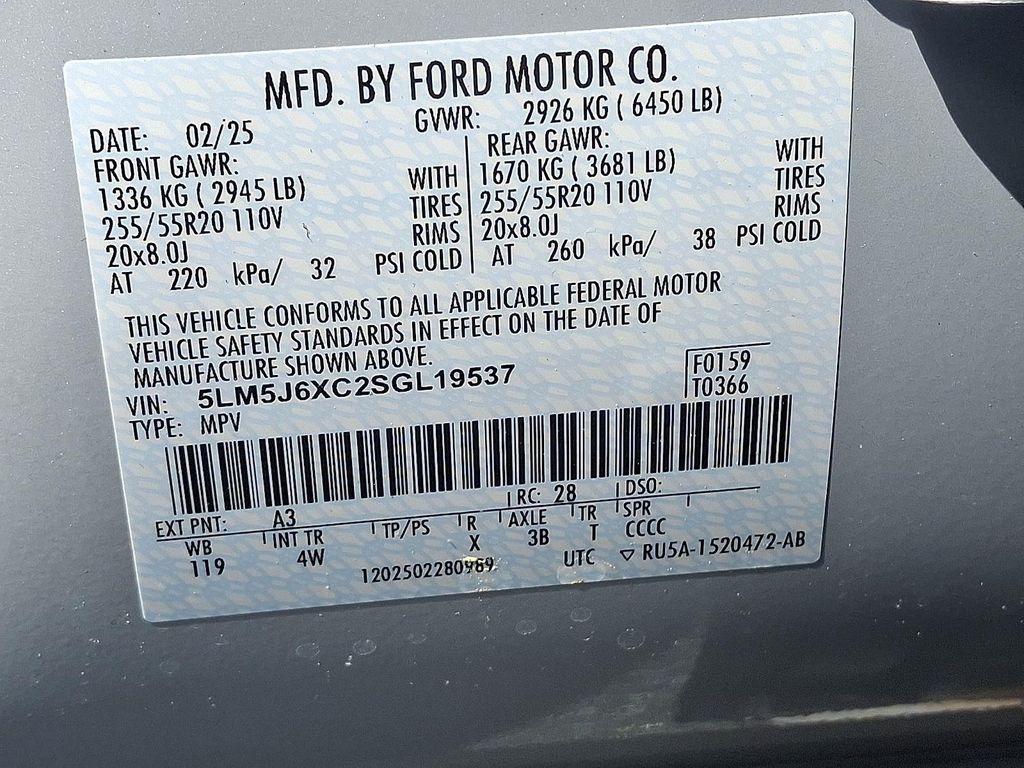 MFD. BY FORD MOTOR CO.
DATE: 02/25 GVWR: 2926 KG ( 6450 LB)
FRONT GAWR: REAR GAWR:
1336 KG ( 2945 LB) WITH 1670 KG ( 3681 LB) WITH
255/55R20 110V TIRES 255/55R20 110V TIRES
20x8.0J RIMS 20x8.0J RIMS
AT 220 kPa/ 32 PSI COLD AT 260 kPa/ 38 PSI COLD
THIS VEHICLE CONFORMS TO ALL APPLICABLE FEDERAL MOTOR
VEHICLE SAFETY STANDARDS IN EFFECT ON THE DATE OF
MANUFACTURE SHOWN ABOVE.
VIN: 5LM5J6XC2SGL19537 F0159
TYPE: MPV T0366
EXT PNT: A3 RC: 28 DSO:
WB INT TR TP/PS R AXLE TR SPR
119 4W X 3B T CCCC
1202502280969 UTC ▽ RU5A-1520472-AB